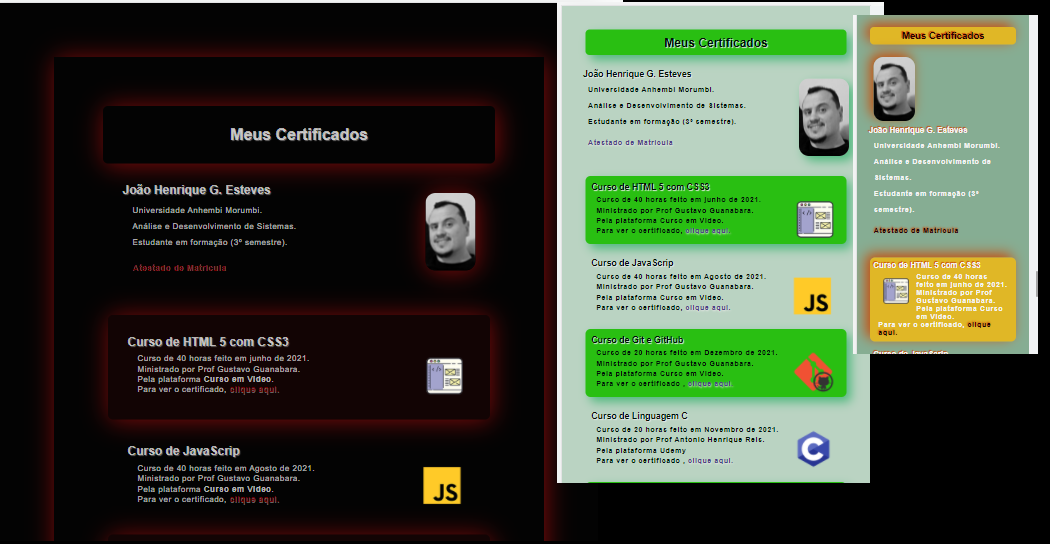 Meus Certificados
João Henrique G. Esteves
Universidade Anhembi Morumbi.
Análise e Desenvolvimento de Sistemas.
Estudante em formação (3º semestre).
Atestado de Matricula
Curso de HTML 5 com CSS3
Curso de 40 horas feito em junho de 2021.
Ministrado por Prof Gustavo Guanabara.
Pela plataforma Curso em Video.
Para ver o certificado, clique aqui.
Curso de JavaScrip
Curso de 40 horas feito em Agosto de 2021.
Ministrado por Prof Gustavo Guanabara.
Pela plataforma Curso em Video.
Para ver o certificado, clique aqui.
JS
Meus Certificados
João Henrique G. Esteves
Universidade Anhembi Morumbi.
Análise e Desenvolvimento de Sistemas.
Estudante em formação (3º semestre).
Atestado de Matricula
Curso de HTML 5 com CSS3
Curso de 40 horas feito em junho de 2021.
Ministrado por Prof Gustavo Guanabara.
Pela plataforma Curso em Video.
Para ver o certificado, clique aqui.
Curso de JavaScrip
Curso de 40 horas feito em Agosto de 2021.
Ministrado por Prof Gustavo Guanabara.
Pela plataforma Curso em Video.
Para ver o certificado, clique aqui.
JS
Curso de Git e GitHub
Curso de 20 horas feito em Dezembro de 2021.
Ministrado por Prof Gustavo Guanabara.
Pela plataforma Curso em Video.
Para ver o certificado , clique aqui.
Curso de Linguagem C
Curso de 20 horas feito em Novembro de 2021.
Ministrado por Prof Antonio Henrique Reis.
Pela plataforma Udemy
Para ver o certificado , clique aqui.
C
Meus Certificados
João Henrique G. Esteves
Universidade Anhembi Morumbi.
Análise e Desenvolvimento de
Sistemas.
Estudante em formação (3º
semestre).
Atestado de Matricula
Curso de HTML 5 com CSS3
Curso de 40 horas
feito em junho de 2021.
Ministrado por Prof
Gustavo Guanabara.
Pela plataforma Curso
em Video.
Para ver o certificado, clique
aqui.
Curso de JavaScrip